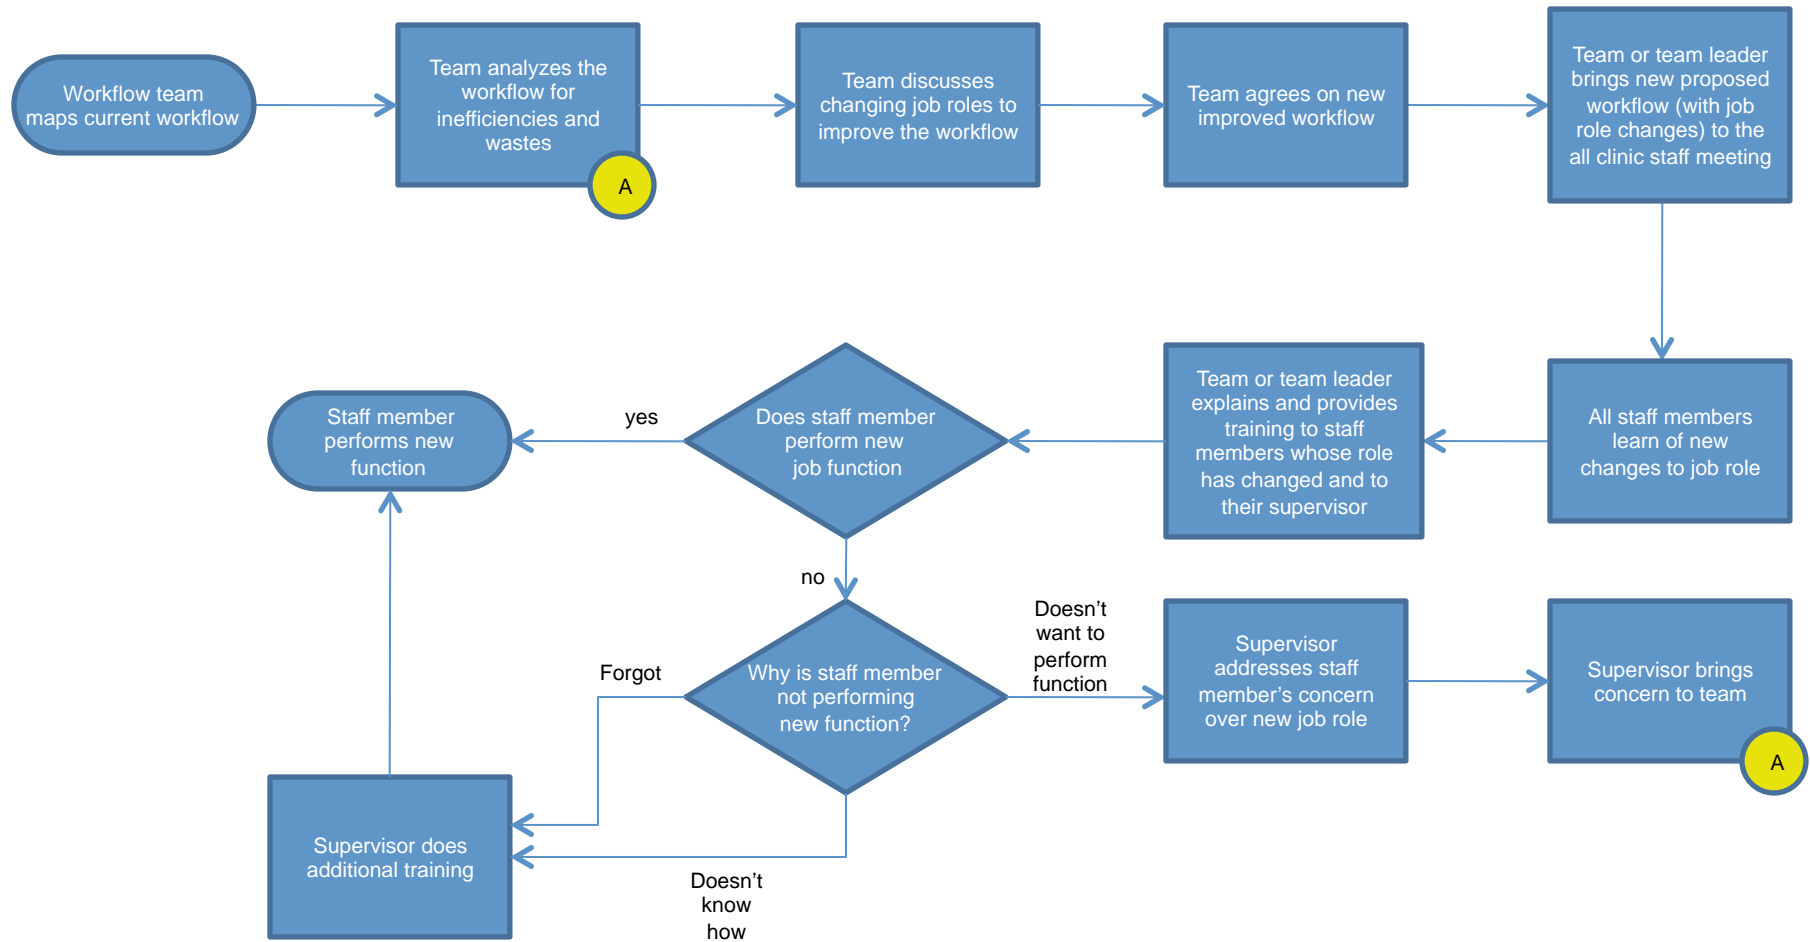 Workflow team
maps current workflow
Team analyzes the
workflow for
inefficiencies and
wastes
A
Team discusses
changing job roles to
improve the workflow
Team agrees on new
improved workflow
Team or team leader
brings new proposed
workflow (with job
role changes) to the
all clinic staff meeting
All staff members
learn of new
changes to job role
Team or team leader
explains and provides
training to staff
members whose role
has changed and to
their supervisor
Does staff member
perform new
job function
yes
Staff member
performs new
function
no
Why is staff member
not performing
new function?
Forgot
Doesn’t
know
how
Supervisor does
additional training
Doesn’t
want to
perform
function
Supervisor
addresses staff
member’s concern
over new job role
Supervisor brings
concern to team
A